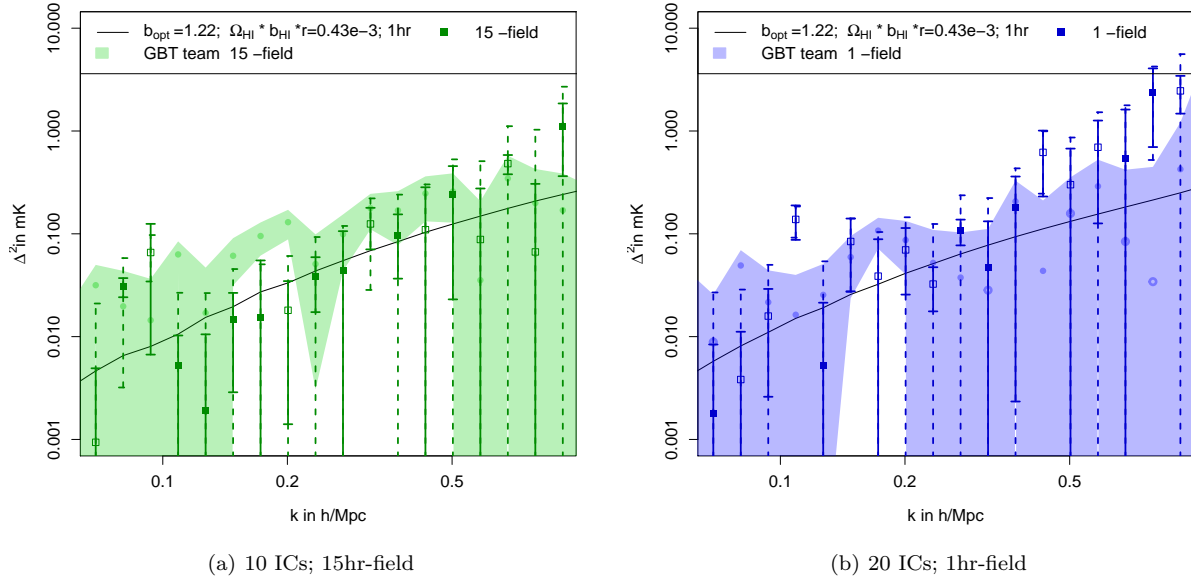 b_opt =1.22; Ω_HI * b_HI *r=0.43e−3; 1hr
15 −field
GBT team 15 −field
10.000
1.000
0.100
0.010
0.001
Δ² in mK
0.1
0.2
0.5
k in h/Mpc
(a) 10 ICs; 15hr-field
b_opt =1.22; Ω_HI * b_HI *r=0.43e−3; 1hr
1 −field
GBT team 1 −field
10.000
1.000
0.100
0.010
0.001
Δ² in mK
0.1
0.2
0.5
k in h/Mpc
(b) 20 ICs; 1hr-field